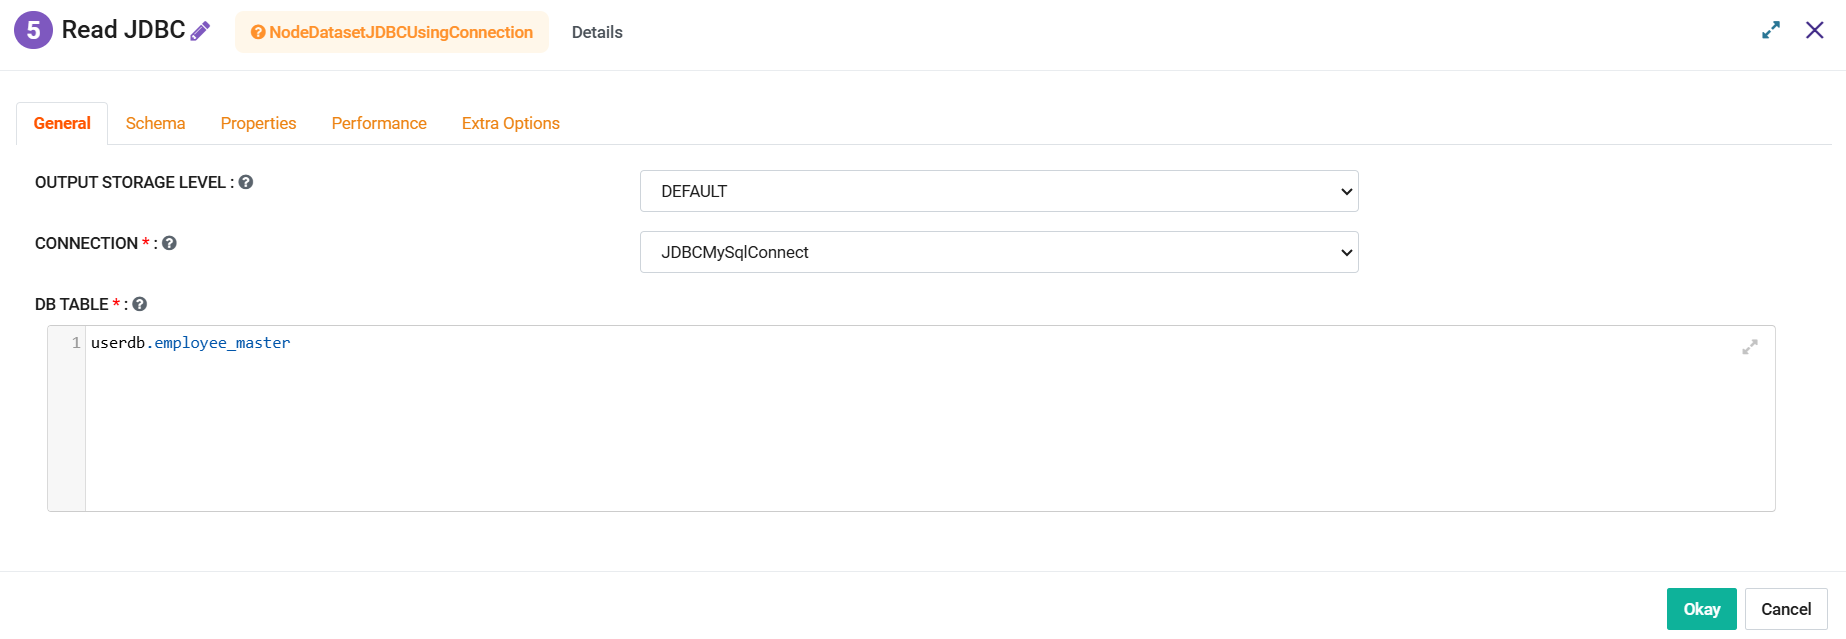 5 Read JDBC NodeDatasetJDBCUsingConnection Details
General Schema Properties Performance Extra Options
OUTPUT STORAGE LEVEL : DEFAULT
CONNECTION * : JDBCMySqlConnect
DB TABLE * :
1 userdb.employee_master
Okay Cancel